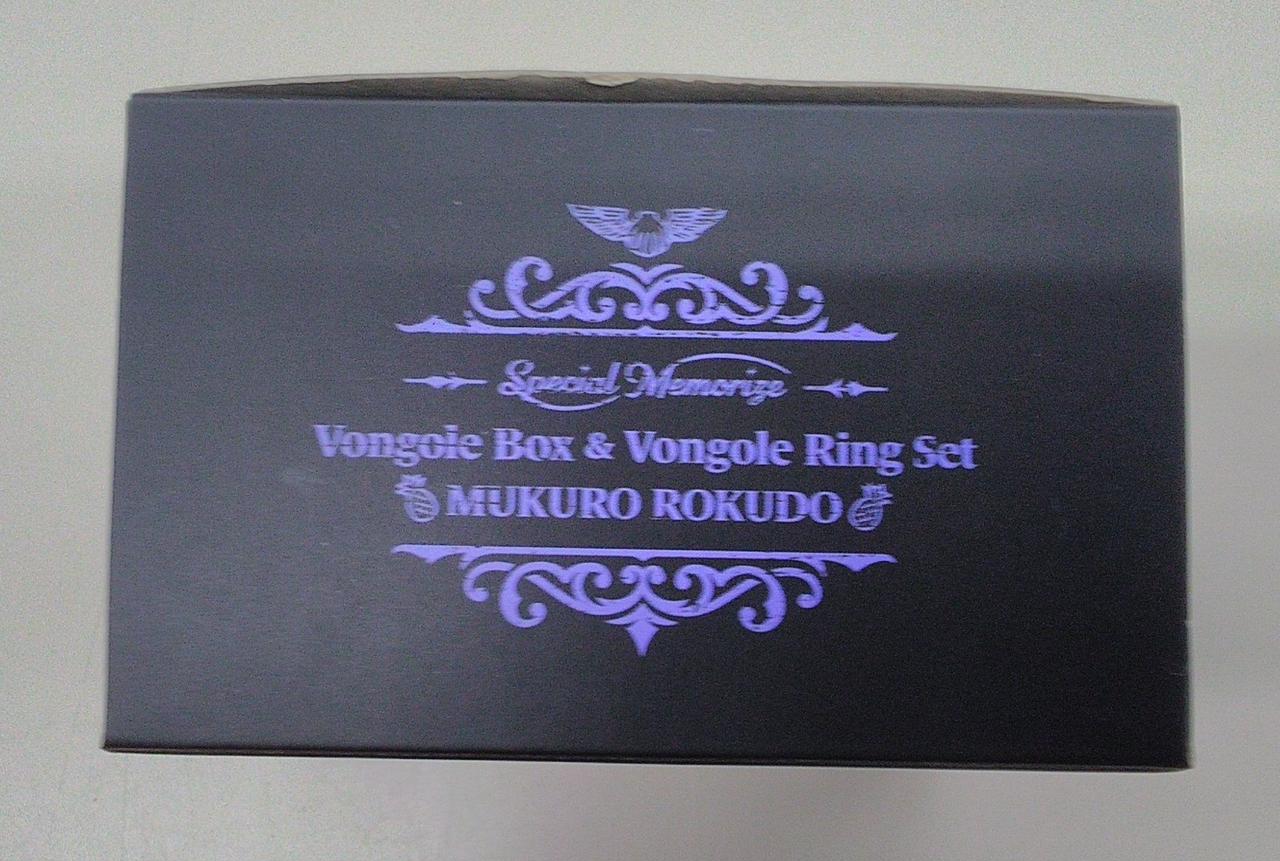 Special Memorize
Vongole Box & Vongole Ring Set
MUKURO ROKUDO